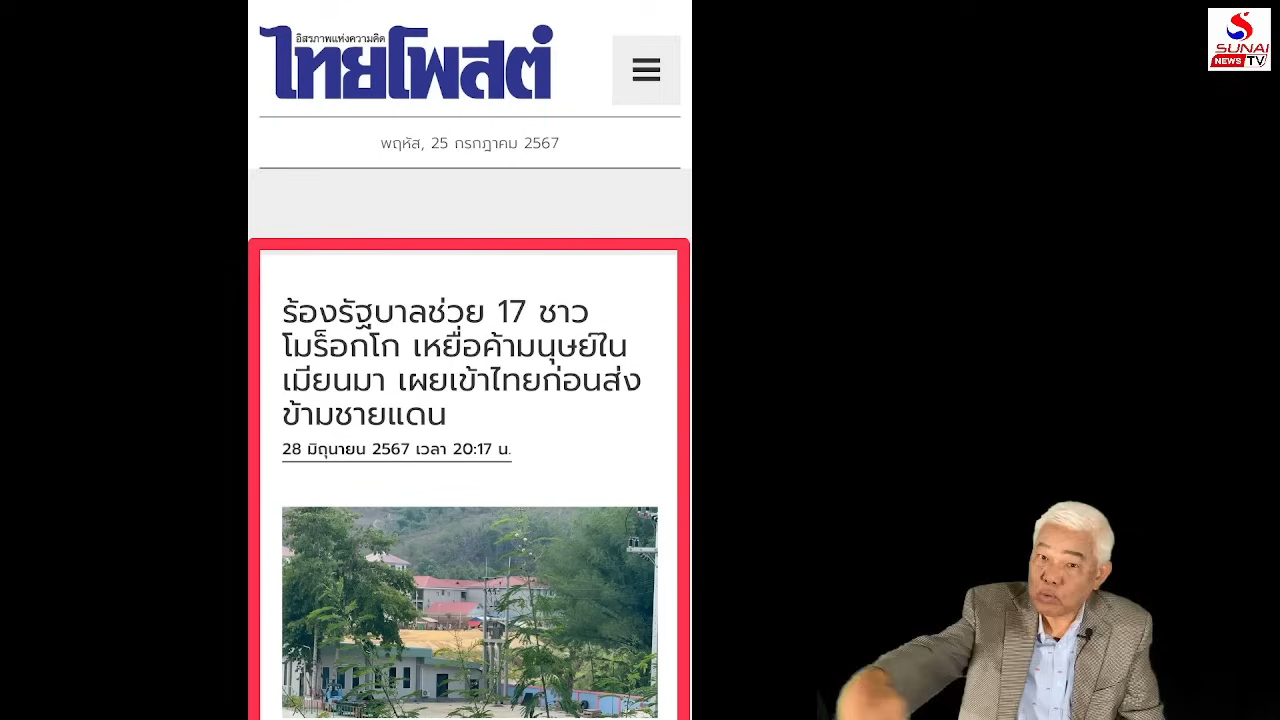 อิสรภาพแห่งความคิด
ไทยโพสต์
พฤหัส, 25 กรกฎาคม 2567
ร้องรัฐบาลช่วย 17 ชาว
โมร็อกโก เหยื่อค้ามนุษย์ใน
เมียนมา เผยเข้าไทยก่อนส่ง
ข้ามชายแดน
28 มิถุนายน 2567 เวลา 20:17 น.
SUNAI
NEWS TV